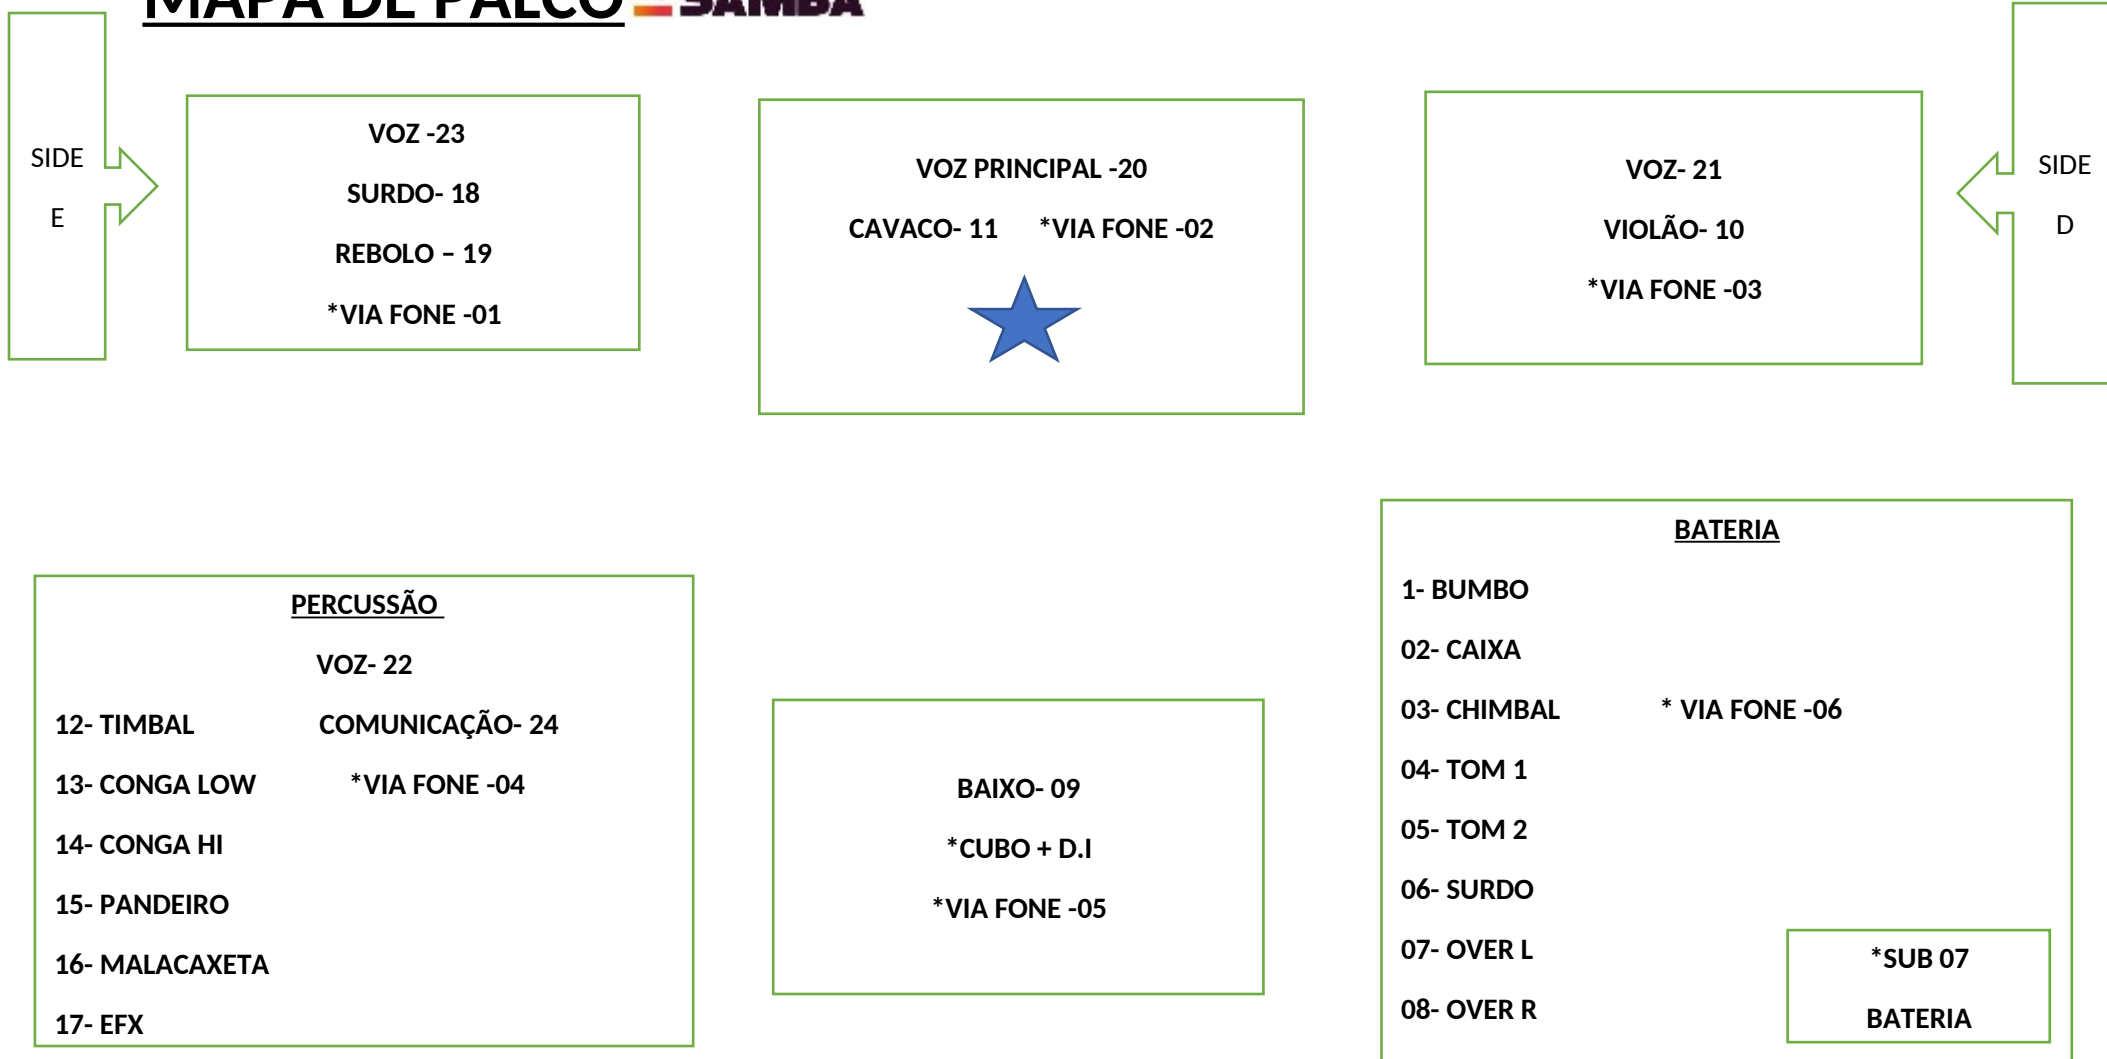 MAPA DE PALCO SAMBA
SIDE
E
VOZ -23
SURDO- 18
REBOLO – 19
*VIA FONE -01
VOZ PRINCIPAL -20
CAVACO- 11 *VIA FONE -02
VOZ- 21
VIOLÃO- 10
*VIA FONE -03
SIDE
D
PERCUSSÃO
VOZ- 22
12- TIMBAL COMUNICAÇÃO- 24
13- CONGA LOW *VIA FONE -04
14- CONGA HI
15- PANDEIRO
16- MALACAXETA
17- EFX
BAIXO- 09
*CUBO + D.I
*VIA FONE -05
BATERIA
1- BUMBO
02- CAIXA
03- CHIMBAL * VIA FONE -06
04- TOM 1
05- TOM 2
06- SURDO
07- OVER L
08- OVER R
*SUB 07
BATERIA